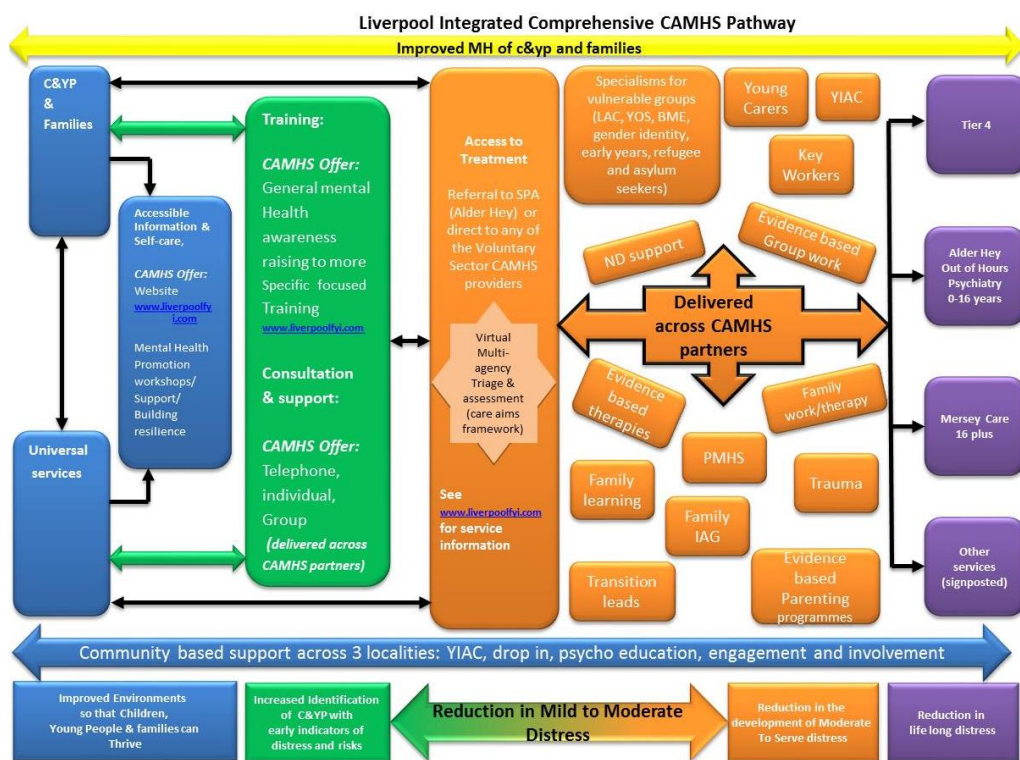 Liverpool Integrated Comprehensive CAMHS Pathway
Improved MH of c&yp and families
C&YP
&
Families
Accessible
Information &
Self-care,
CAMHS Offer:
Website
www.liverpoolfy
i.com
Mental Health
Promotion
workshops/
Support/
Building
resilience
Universal
services
Training:
CAMHS Offer:
General mental
Health
awareness
raising to more
Specific focused
Training
www.liverpoolfyi.com
Consultation
& support:
CAMHS Offer:
Telephone,
individual,
Group
(delivered across
CAMHS partners)
Access to
Treatment
Referral to SPA
(Alder Hey) or
direct to any of
the Voluntary
Sector CAMHS
providers
Virtual
Multi-
agency
Triage &
assessment
(care aims
framework)
See
www.liverpoolfyi.com
for service
information
Specialisms for
vulnerable groups
(LAC, YOS, BME,
gender identity,
early years, refugee
and asylum
seekers)
Young
Carers
YIAC
Key
Workers
ND support
Evidence based
Group work
Delivered
across CAMHS
partners
Evidence
based
therapies
Family
work/therapy
PMHS
Family
learning
Trauma
Family
IAG
Transition
leads
Evidence
based
Parenting
programmes
Tier 4
Alder Hey
Out of Hours
Psychiatry
0-16 years
Mersey Care
16 plus
Other
services
(signposted)
Community based support across 3 localities: YIAC, drop in, psycho education, engagement and involvement
Improved Environments
so that Children,
Young People & families can
Thrive
Increased Identification
of C&YP with
early indicators of
distress and risks
Reduction in Mild to Moderate
Distress
Reduction in the
development of Moderate
To Serve distress
Reduction in
life long distress